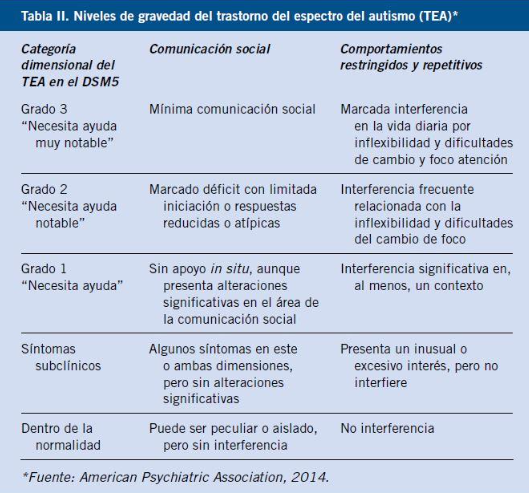 Tabla II. Niveles de gravedad del trastorno del espectro del autismo (TEA)*
Categoría
dimensional del
TEA en el DSM5
Comunicación social
Comportamientos
restringidos y repetitivos
Grado 3
“Necesita ayuda
muy notable”
Mínima comunicación social
Marcada interferencia
en la vida diaria por
inflexibilidad y dificultades
de cambio y foco atención
Grado 2
“Necesita ayuda
notable”
Marcado déficit con limitada
iniciación o respuestas
reducidas o atípicas
Interferencia frecuente
relacionada con la
inflexibilidad y dificultades
del cambio de foco
Grado 1
“Necesita ayuda”
Sin apoyo in situ, aunque
presenta alteraciones
significativas en el área de
la comunicación social
Interferencia significativa en,
al menos, un contexto
Síntomas
subclínicos
Algunos síntomas en este
o ambas dimensiones,
pero sin alteraciones
significativas
Presenta un inusual o
excesivo interés, pero no
interfiere
Dentro de la
normalidad
Puede ser peculiar o aislado,
pero sin interferencia
No interferencia
*Fuente: American Psychiatric Association, 2014.